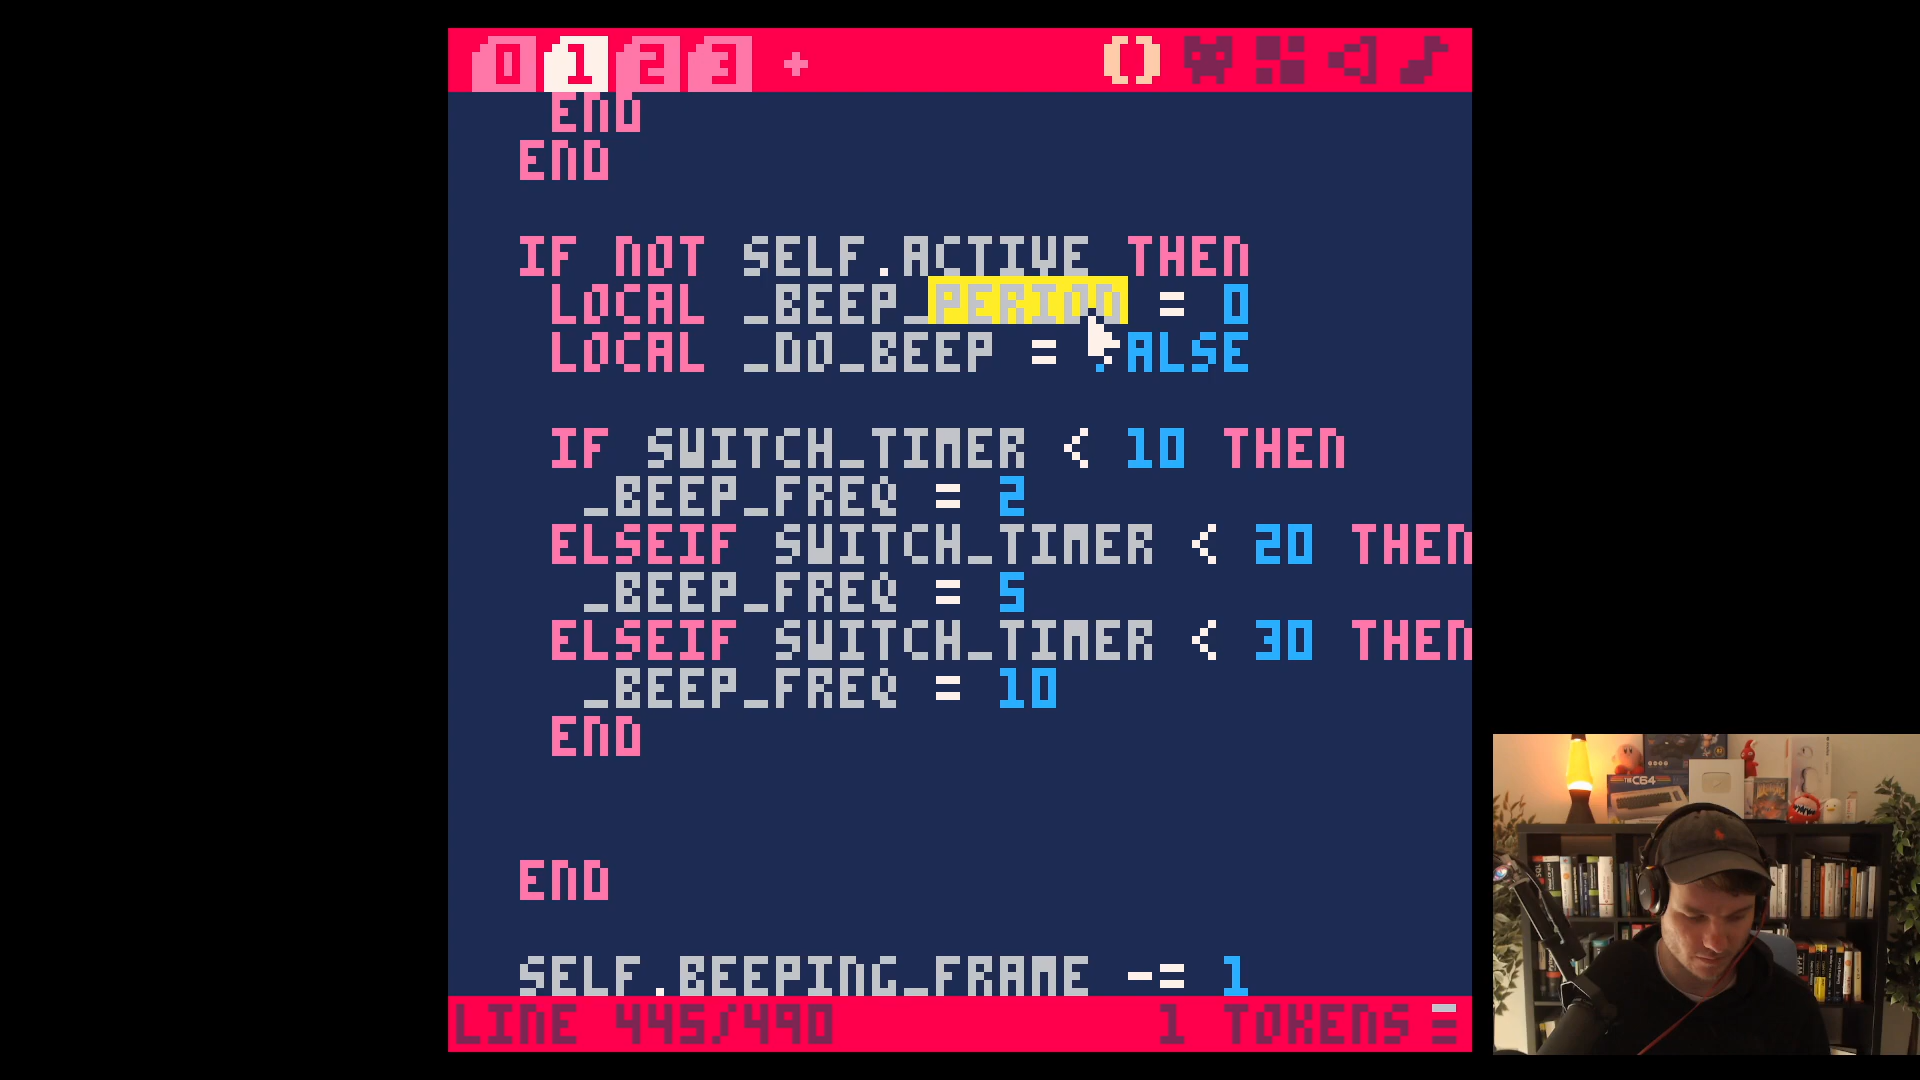 0 1 2 3 +
END
END
IF NOT SELF.ACTIVE THEN
LOCAL _BEEP_PERIOD = 0
LOCAL _DO_BEEP = FALSE
IF SWITCH_TIMER < 10 THEN
_BEEP_FREQ = 2
ELSEIF SWITCH_TIMER < 20 THEN
_BEEP_FREQ = 5
ELSEIF SWITCH_TIMER < 30 THEN
_BEEP_FREQ = 10
END
END
SELF.BEEPING_FRAME -= 1
LINE 445/490 1 TOKENS
THEC64